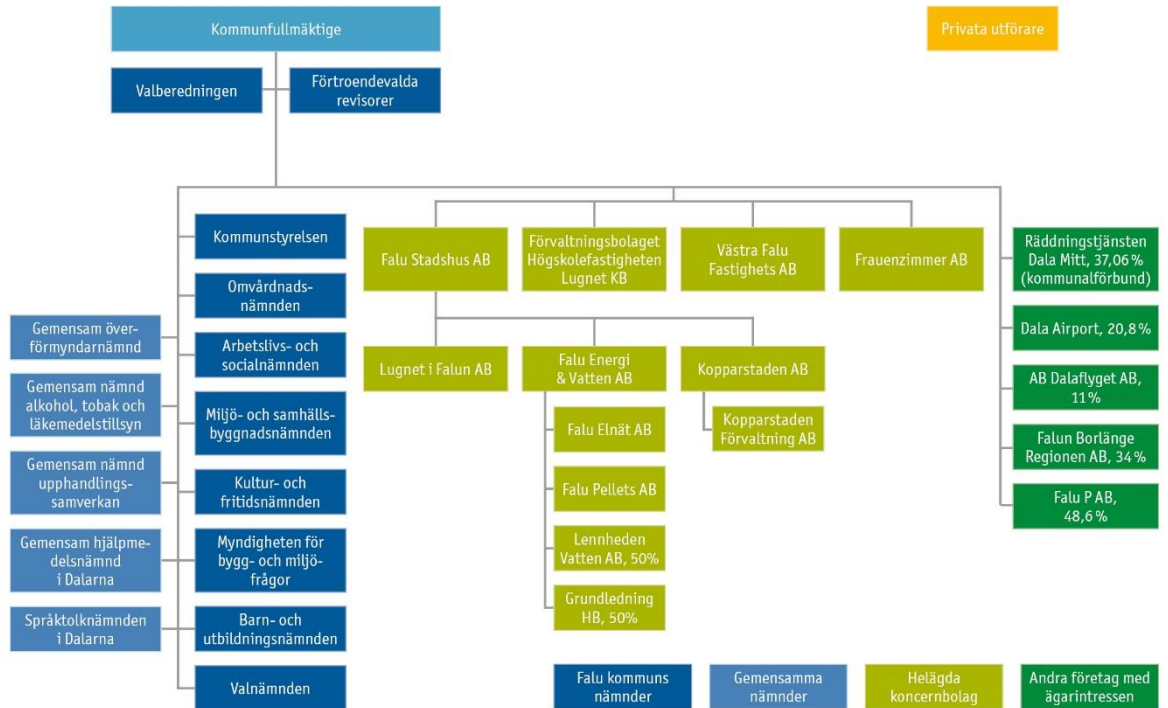 Kommunfullmäktige
Privata utförare
Valberedningen
Förtroendevalda
revisorer
Kommunstyrelsen
Omvårdnads-
nämnden
Arbetslivs- och
socialnämnden
Miljö- och samhälls-
byggnadsnämnden
Kultur- och
fritidsnämnden
Myndigheten för
bygg- och miljö-
frågor
Barn- och
utbildningsnämnden
Valnämnden
Gemensam över-
förmyndarnämnd
Gemensam nämnd
alkohol, tobak och
läkemedelstillsyn
Gemensam nämnd
upphandlings-
samverkan
Gemensam hjälpme-
delsnämnd
i Dalarna
Språktolknämnden
i Dalarna
Falu Stadshus AB
Förvaltningsbolaget
Högskolefastigheten
Lugnet KB
Västra Falu
Fastighets AB
Frauenzimmer AB
Lugnet i Falun AB
Falu Energi
& Vatten AB
Kopparstaden AB
Falu Elnät AB
Falu Pellets AB
Lennheden
Vatten AB, 50%
Grundledning
HB, 50%
Kopparstaden
Förvaltning AB
Räddningstjänsten
Dala Mitt, 37,06 %
(kommunalförbund)
Dala Airport, 20,8 %
AB Dalaflyget AB,
11 %
Falun Borlänge
Regionen AB, 34 %
Falu P AB,
48,6 %
Falu kommuns
nämnder
Gemensamma
nämnder
Helägda
koncernbolag
Andra företag med
ägarintressen